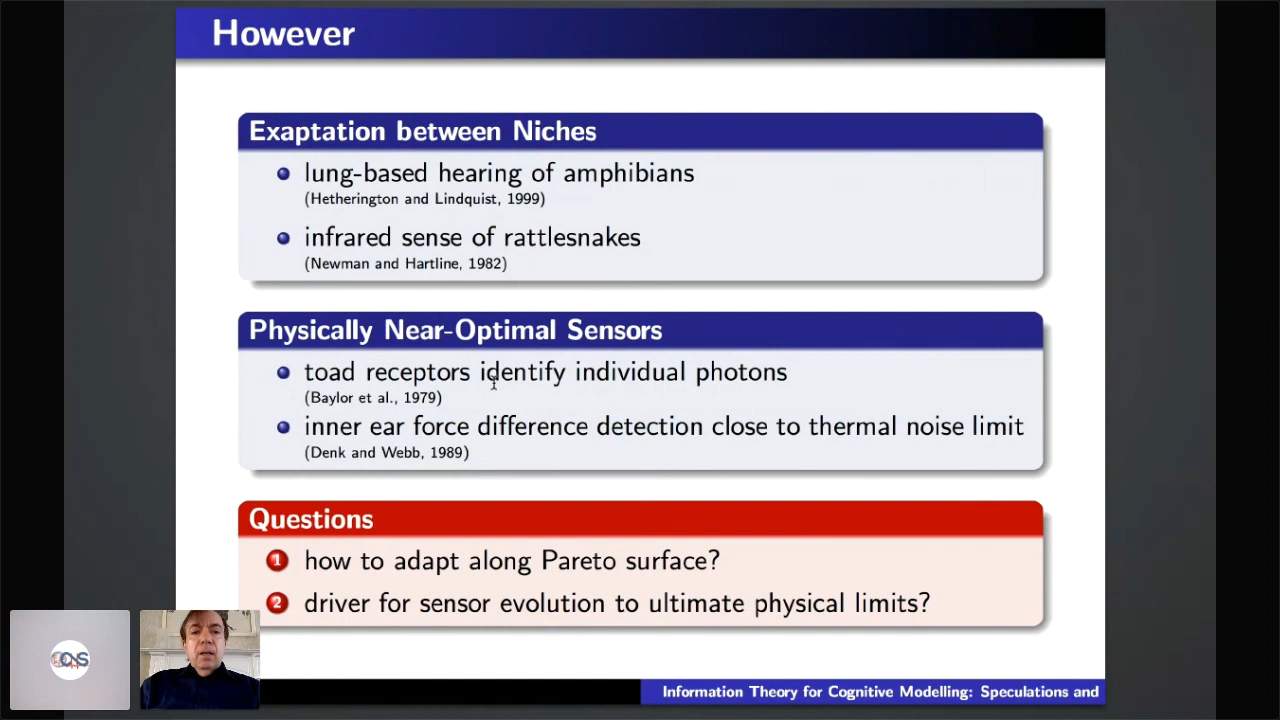 However
Exaptation between Niches
lung-based hearing of amphibians
(Hetherington and Lindquist, 1999)
infrared sense of rattlesnakes
(Newman and Hartline, 1982)
Physically Near-Optimal Sensors
toad receptors identify individual photons
(Baylor et al., 1979)
inner ear force difference detection close to thermal noise limit
(Denk and Webb, 1989)
Questions
1 how to adapt along Pareto surface?
2 driver for sensor evolution to ultimate physical limits?
Information Theory for Cognitive Modelling: Speculations and